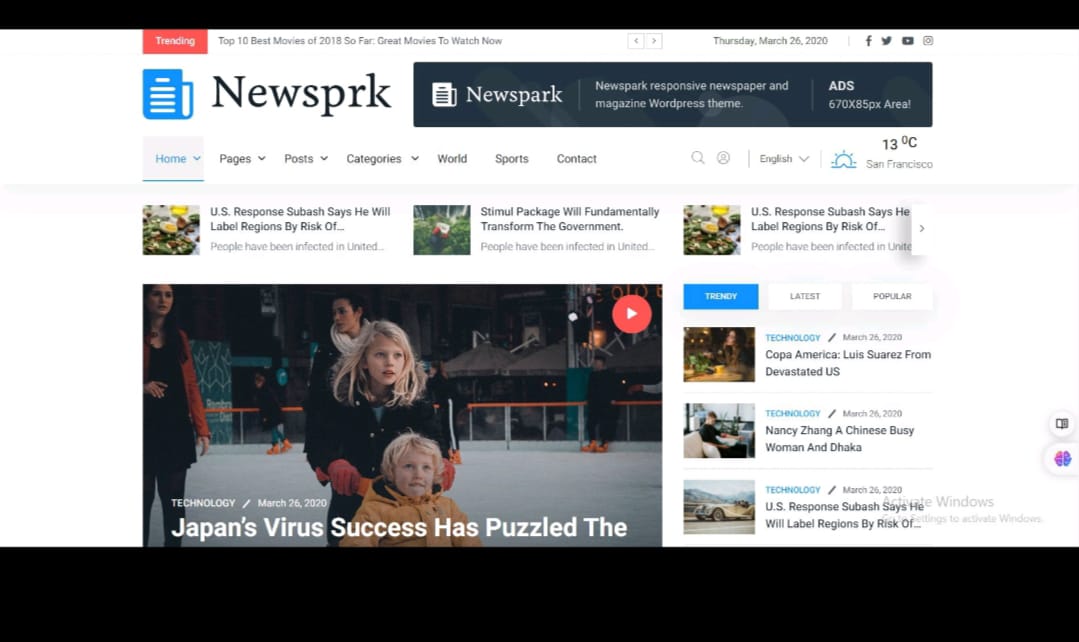 Trending Top 10 Best Movies of 2018 So Far: Great Movies To Watch Now Thursday, March 26, 2020
Newsprk
Newspark
Newspark responsive newspaper and
magazine Wordpress theme.
ADS
670X85px Area!
Home Pages Posts Categories World Sports Contact English
13 ⁰C
San Francisco
U.S. Response Subash Says He Will
Label Regions By Risk Of...
People have been infected in United...
Stimul Package Will Fundamentally
Transform The Government.
People have been infected in United...
U.S. Response Subash Says He
Label Regions By Risk Of...
People have been infected in Unite
TECHNOLOGY / March 26, 2020
Japan's Virus Success Has Puzzled The
TRENDY LATEST POPULAR
TECHNOLOGY / March 26, 2020
Copa America: Luis Suarez From
Devastated US
TECHNOLOGY / March 26, 2020
Nancy Zhang A Chinese Busy
Woman And Dhaka
TECHNOLOGY / March 26, 2020
U.S. Response Subash Says He
Will Label Regions By Risk Of...
Activate Windows
Go to Settings to activate Windows.